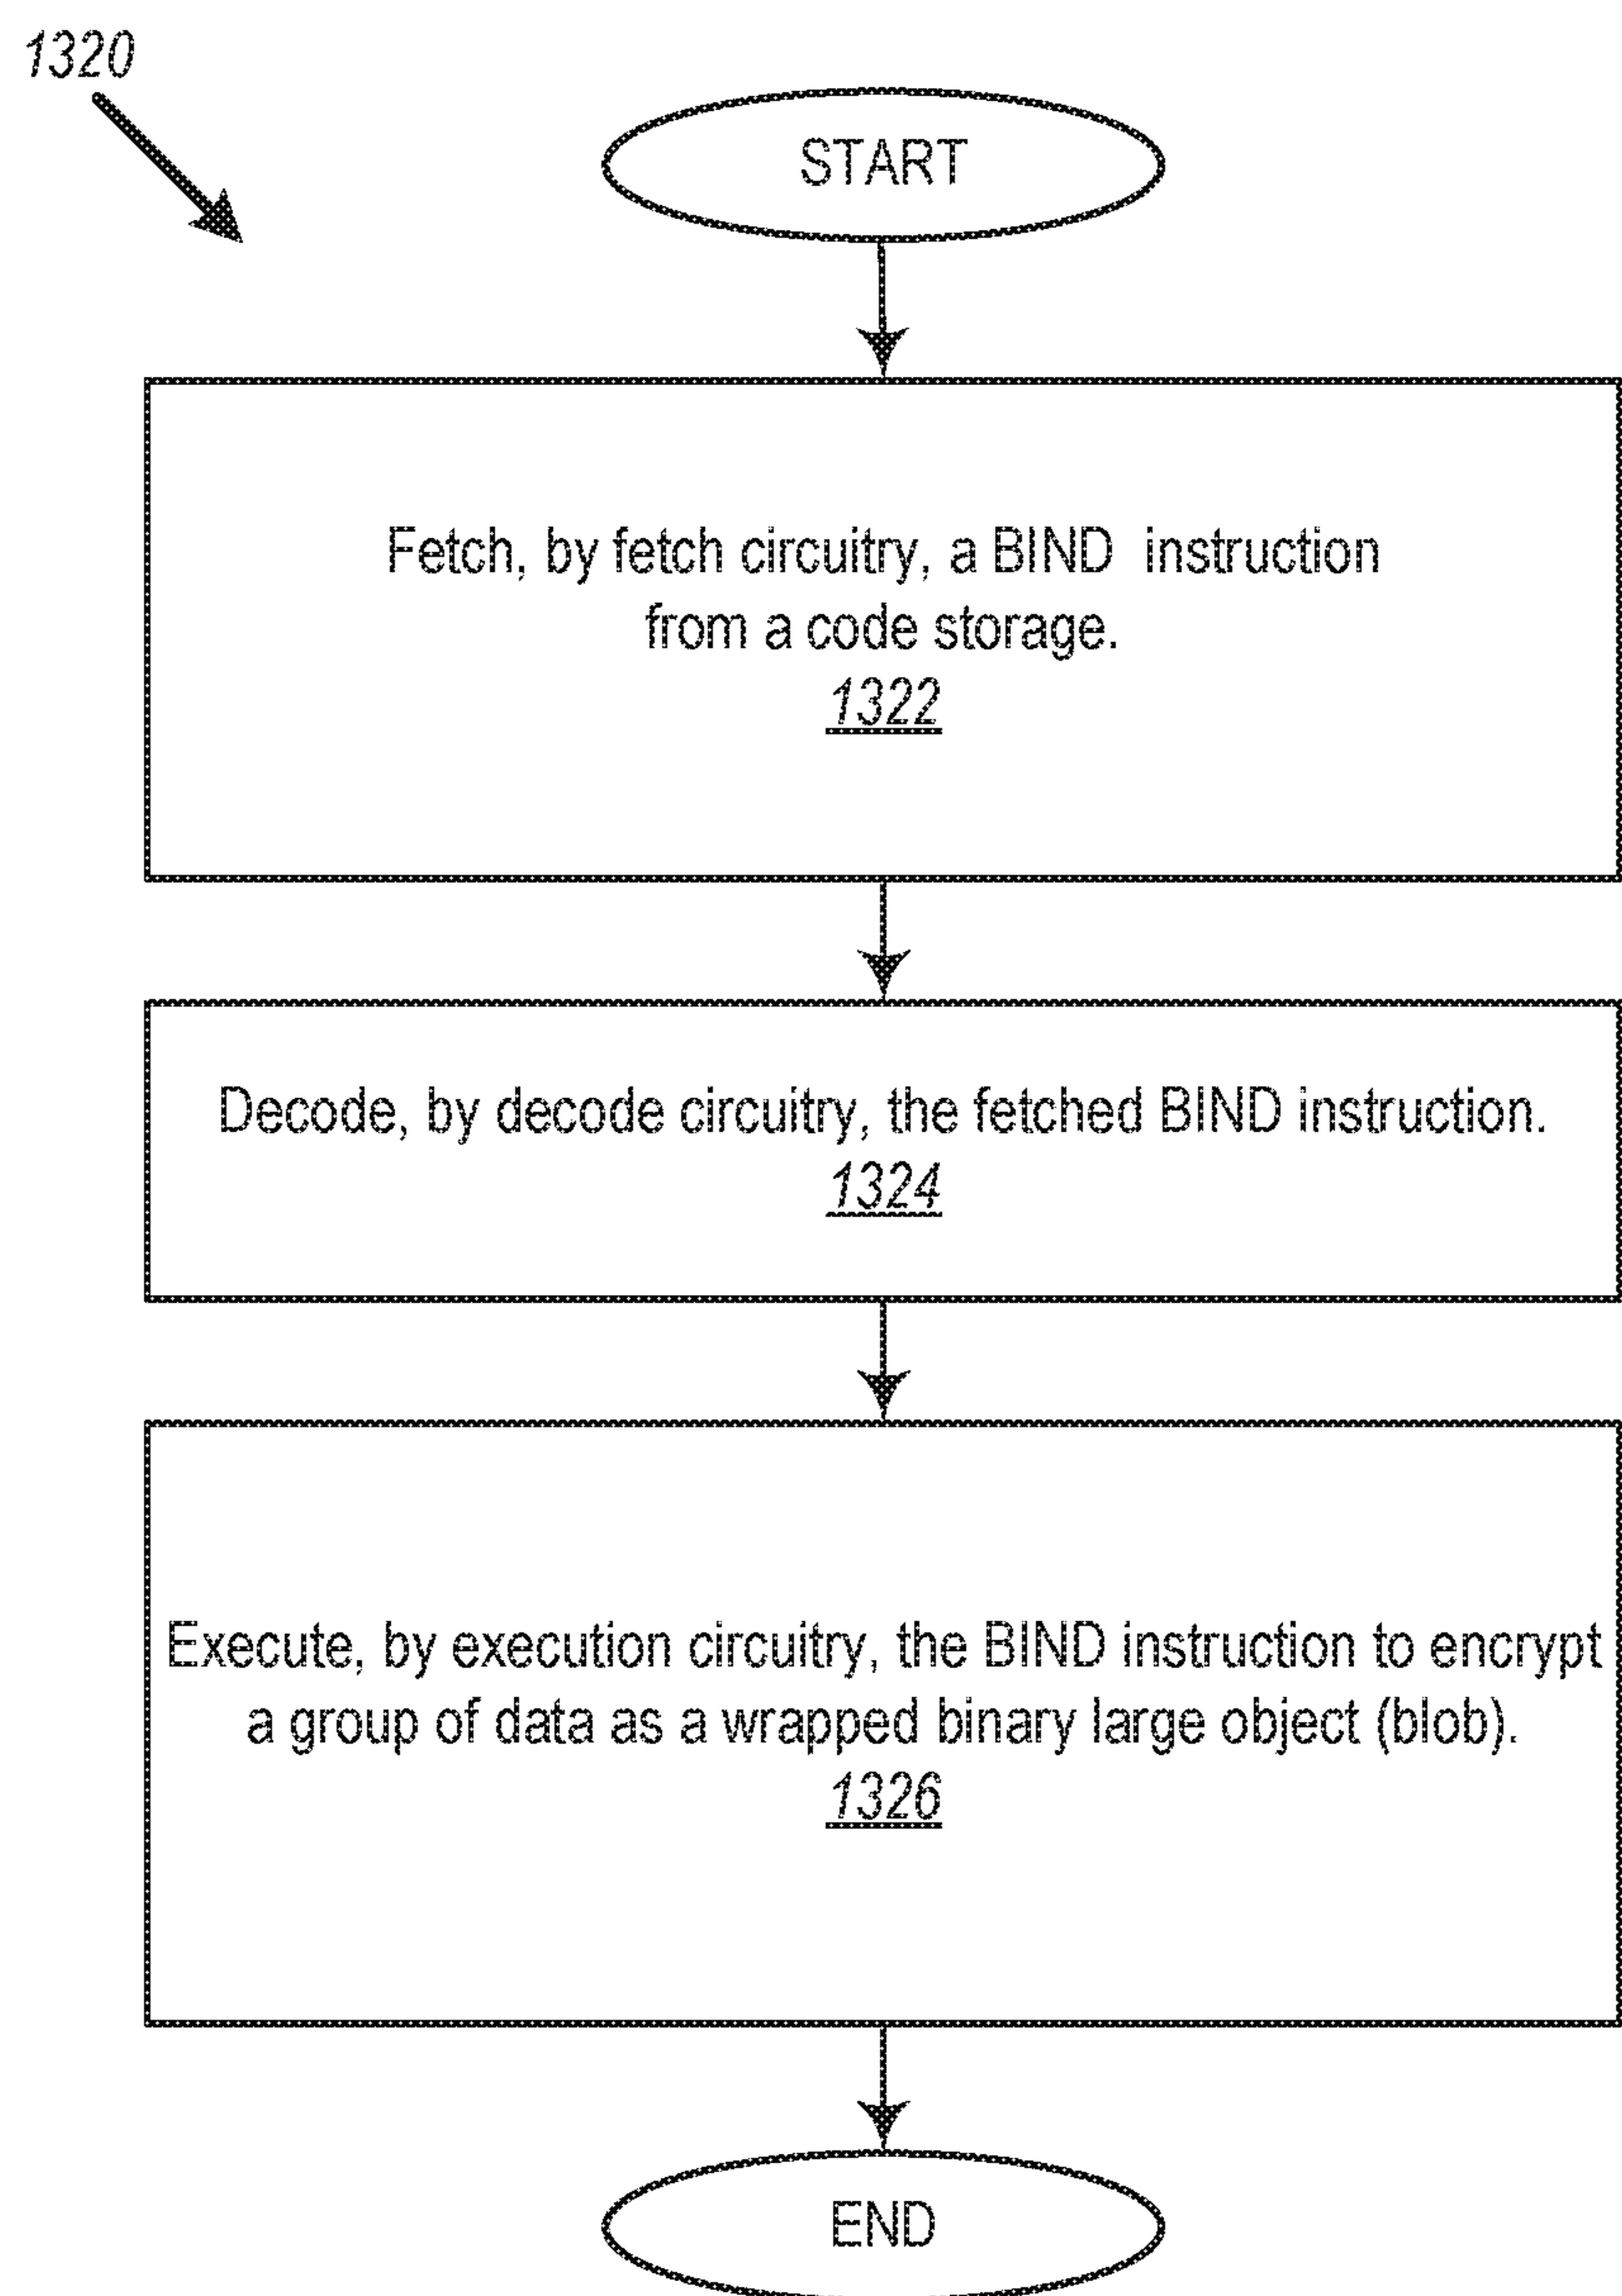 1320
START
Fetch, by fetch circuitry, a BIND instruction
from a code storage.
1322
Decode, by decode circuitry, the fetched BIND instruction.
1324
Execute, by execution circuitry, the BIND instruction to encrypt
a group of data as a wrapped binary large object (blob).
1326
END